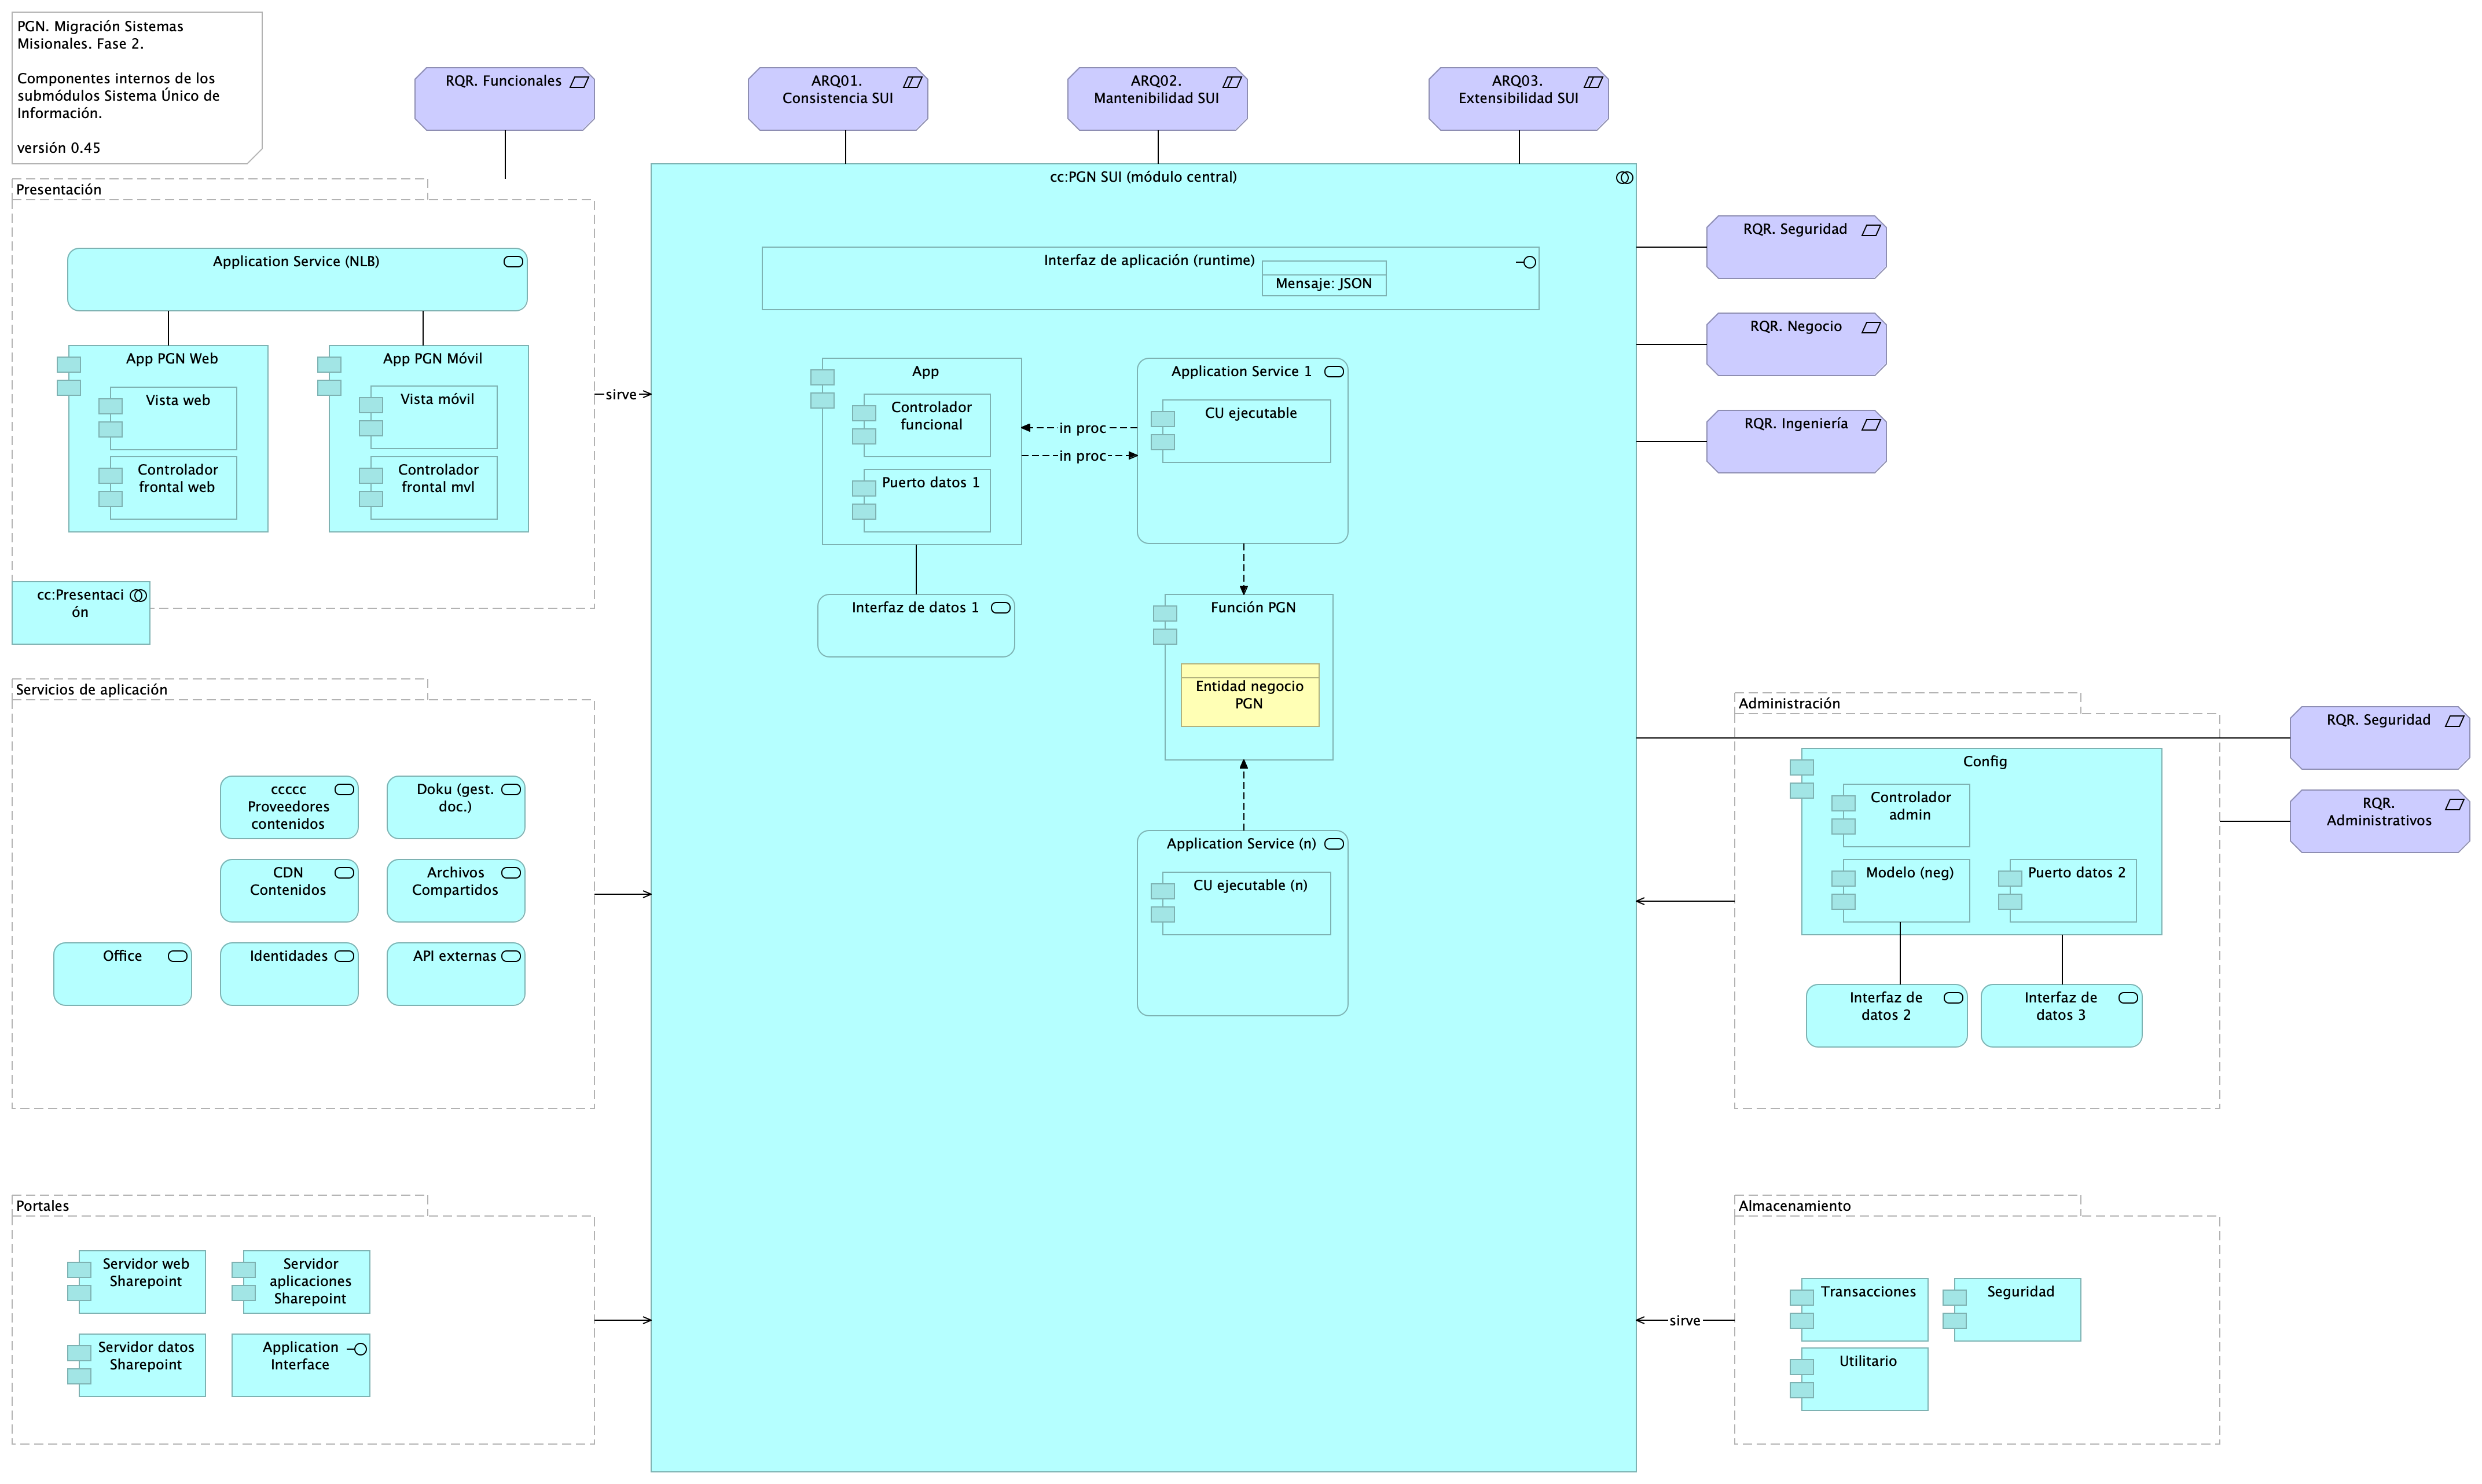 PGN. Migración Sistemas
Misionales. Fase 2.
Componentes internos de los
submódulos Sistema Único de
Información.
versión 0.45
RQR. Funcionales
ARQ01.
Consistencia SUI
ARQ02.
Mantenibilidad SUI
ARQ03.
Extensibilidad SUI
Presentación
Application Service (NLB)
App PGN Web
Vista web
Controlador
frontal web
App PGN Móvil
Vista móvil
Controlador
frontal mvl
cc:Presentaci
ón
sirve
cc:PGN SUI (módulo central)
Interfaz de aplicación (runtime)
Mensaje: JSON
App
Controlador
funcional
Puerto datos 1
in proc
in proc
Application Service 1
CU ejecutable
Interfaz de datos 1
Función PGN
Entidad negocio
PGN
Application Service (n)
CU ejecutable (n)
RQR. Seguridad
RQR. Negocio
RQR. Ingeniería
Servicios de aplicación
ccccc
Proveedores
contenidos
Doku (gest.
doc.)
CDN
Contenidos
Archivos
Compartidos
Office
Identidades
API externas
Administración
Config
Controlador
admin
Modelo (neg)
Puerto datos 2
Interfaz de
datos 2
Interfaz de
datos 3
RQR. Seguridad
RQR.
Administrativos
Portales
Servidor web
Sharepoint
Servidor
aplicaciones
Sharepoint
Servidor datos
Sharepoint
Application
Interface
sirve
Almacenamiento
Transacciones
Seguridad
Utilitario